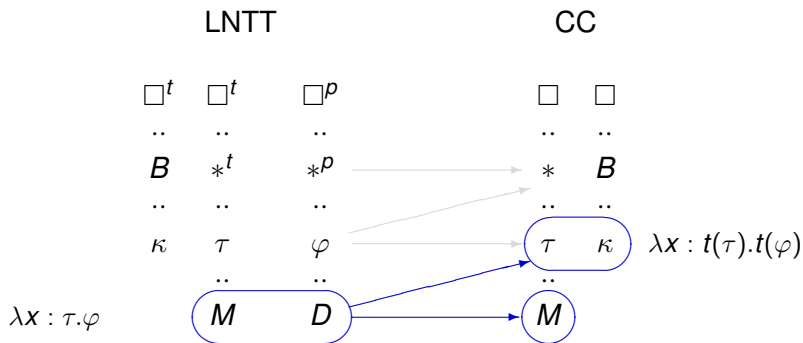 LNTT CC
□ᵗ □ᵗ □ᵖ □ □
.. .. .. .. ..
B *ᵗ *ᵖ * B
.. .. .. .. ..
κ τ φ τ κ λx : t(τ).t(φ)
.. .. ..
λx : τ.φ M D M